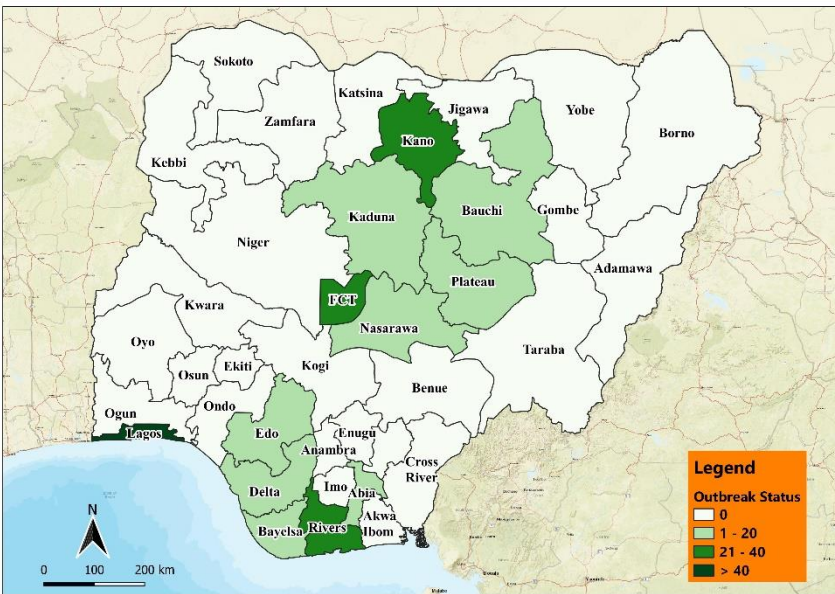 Sokoto
Katsina
Jigawa
Yobe
Zamfara
Borno
Kano
Kebbi
Kaduna
Bauchi
Gombe
Niger
Adamawa
Plateau
FCT
Kwara
Nasarawa
Oyo
Taraba
Osun
Ekiti
Kogi
Benue
Ogun
Ondo
Lagos
Edo
Enugu
Anambra
Cross
River
Delta
Imo
Abia
Bayelsa
Rivers
Akwa
Ibom
N
0 100 200 km
Legend
Outbreak Status
0
1 - 20
21 - 40
> 40